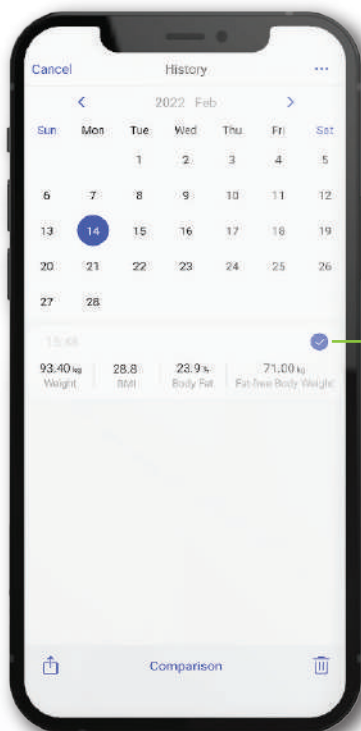 Cancel History ...
< 2022 Feb >
Sun Mon Tue Wed Thu Fri Sat
1 2 3 4 5
6 7 8 9 10 11 12
13 14 15 16 17 18 19
20 21 22 23 24 25 26
27 28
93.40 kg 28.8 23.9 % 71.00 kg
Weight BMI Body Fat Fat-free Body Weight
Comparison